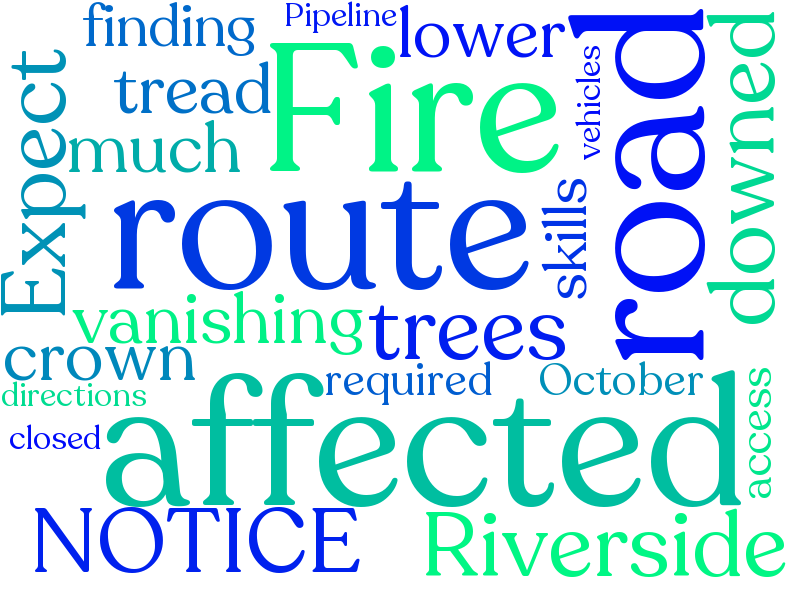 finding
Pipeline
lower
road
downed
vehicles
Fire
tread
Expect
much
route
skills
vanishing
trees
crown
required
October
directions
access
affected
closed
NOTICE
Riverside